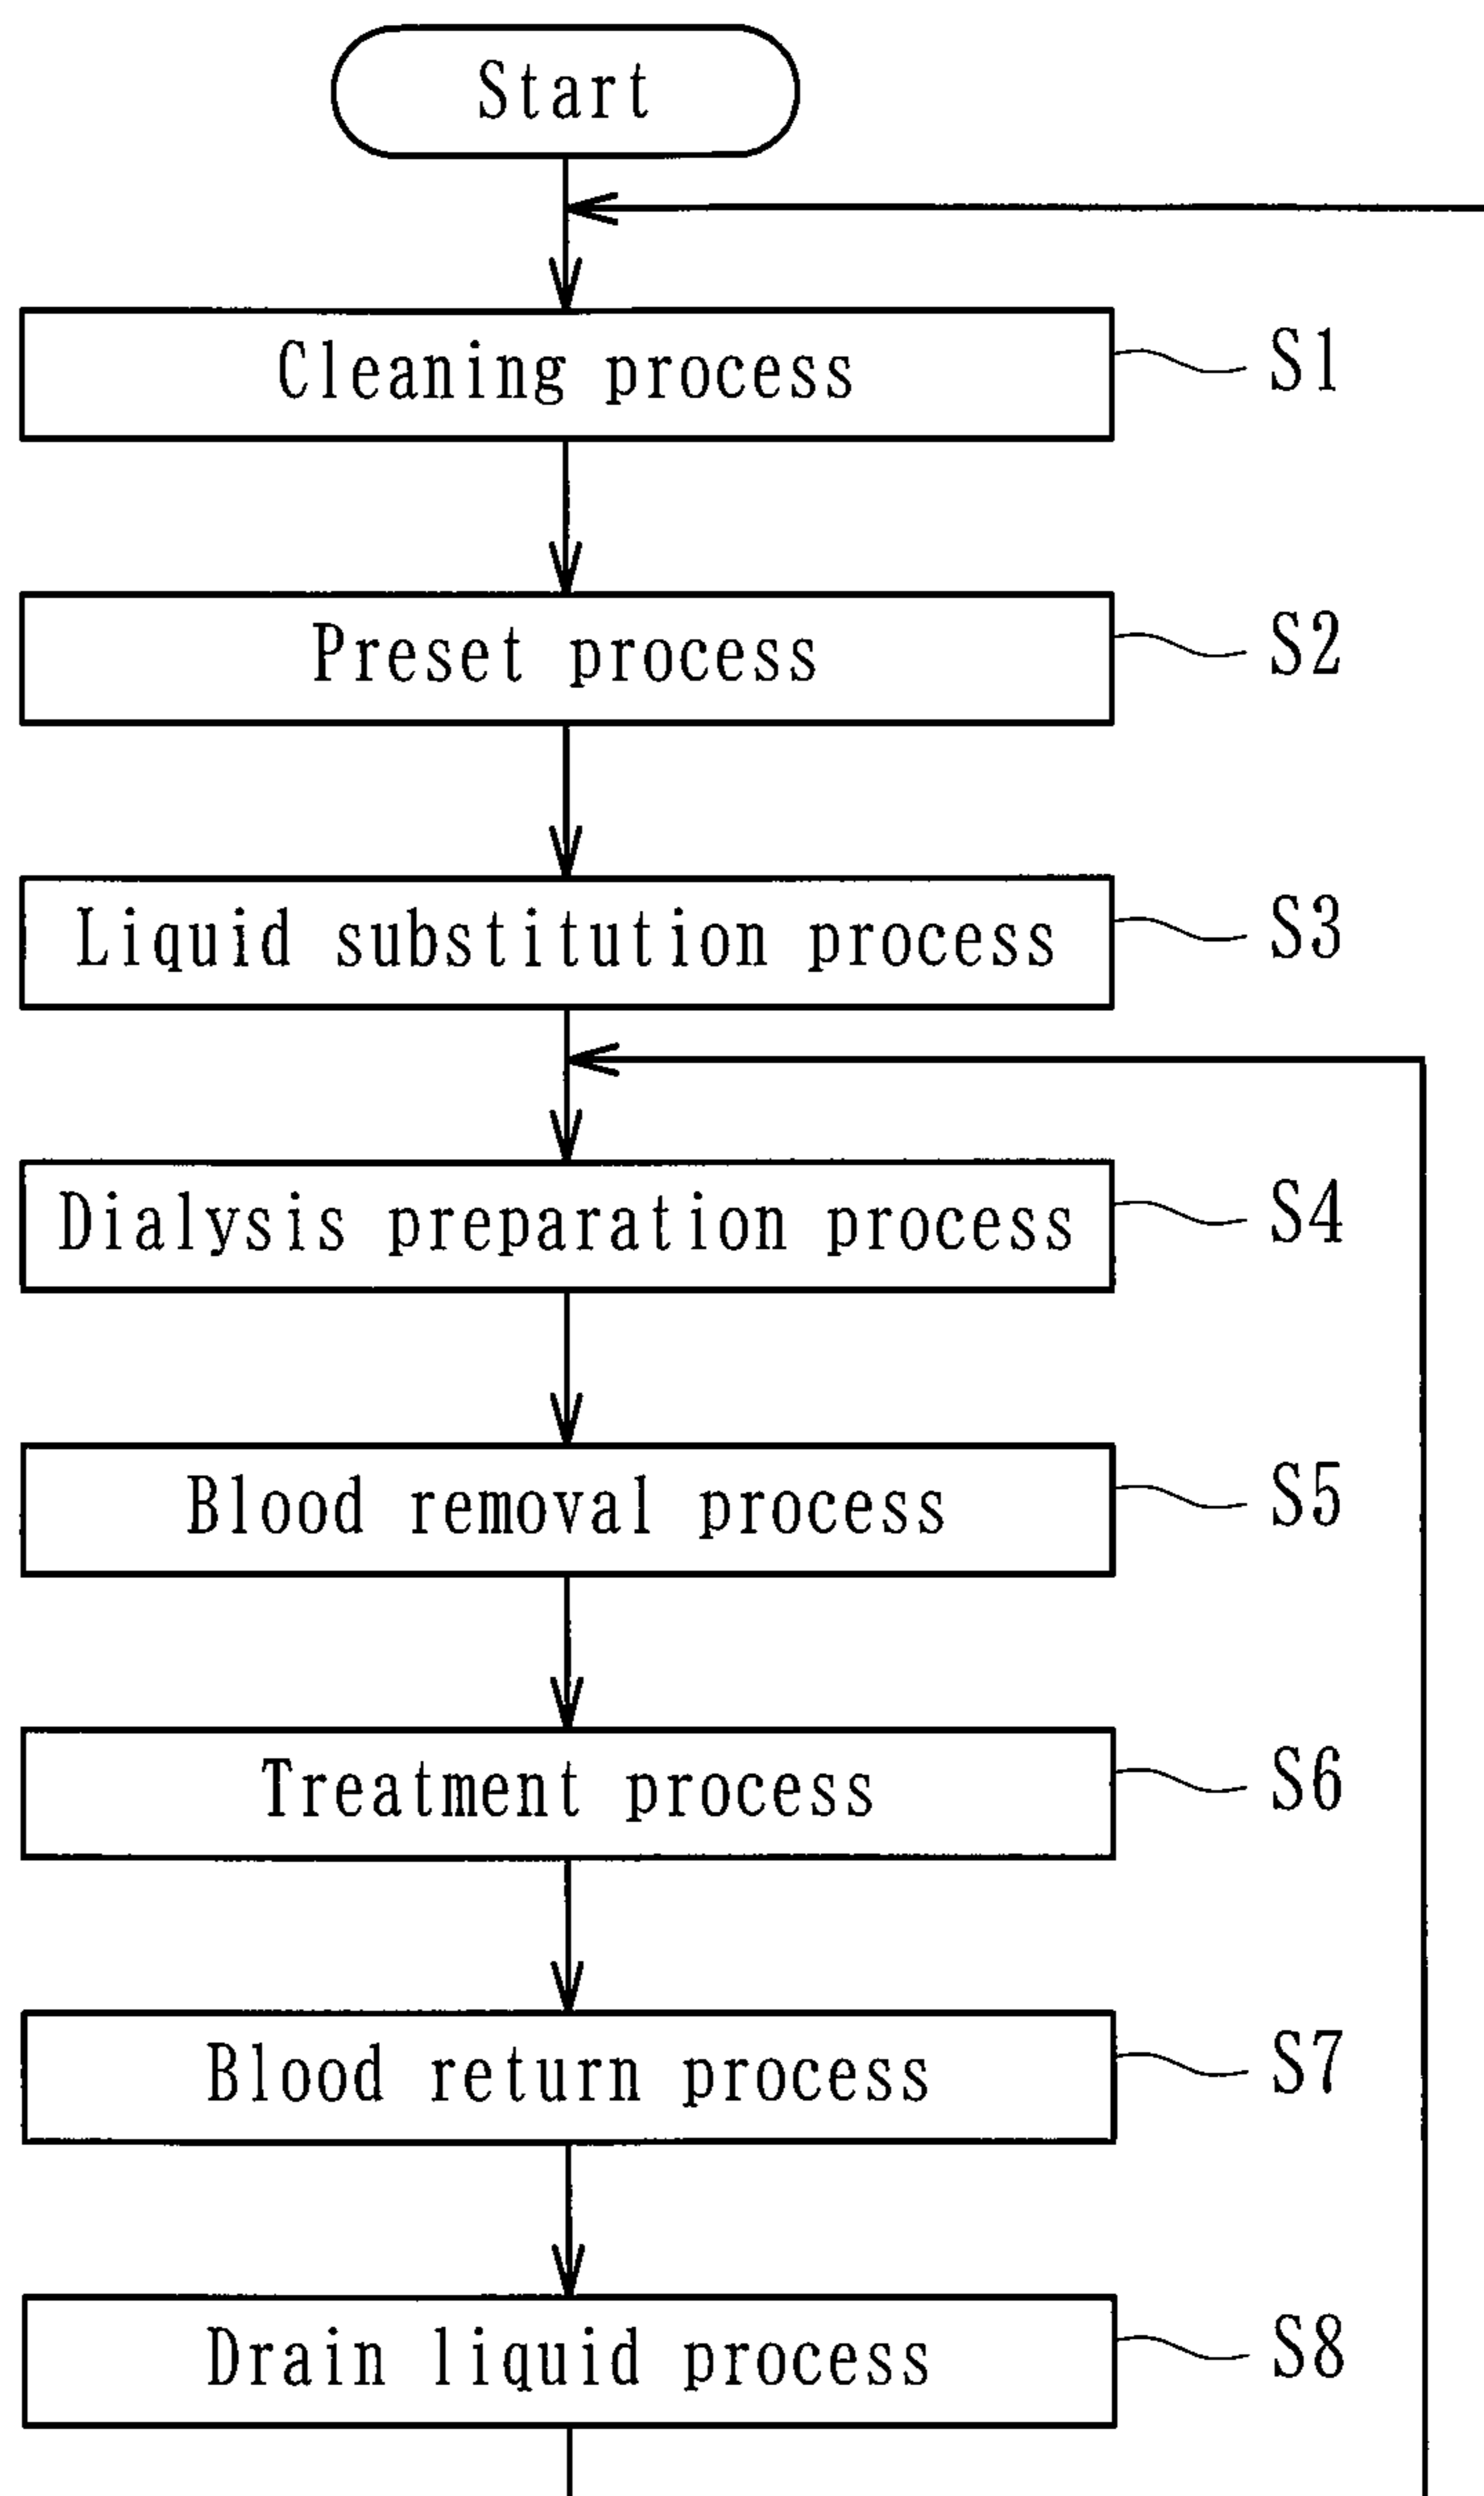 Start
Cleaning process S1
Preset process S2
Liquid substitution process S3
Dialysis preparation process S4
Blood removal process S5
Treatment process S6
Blood return process S7
Drain liquid process S8